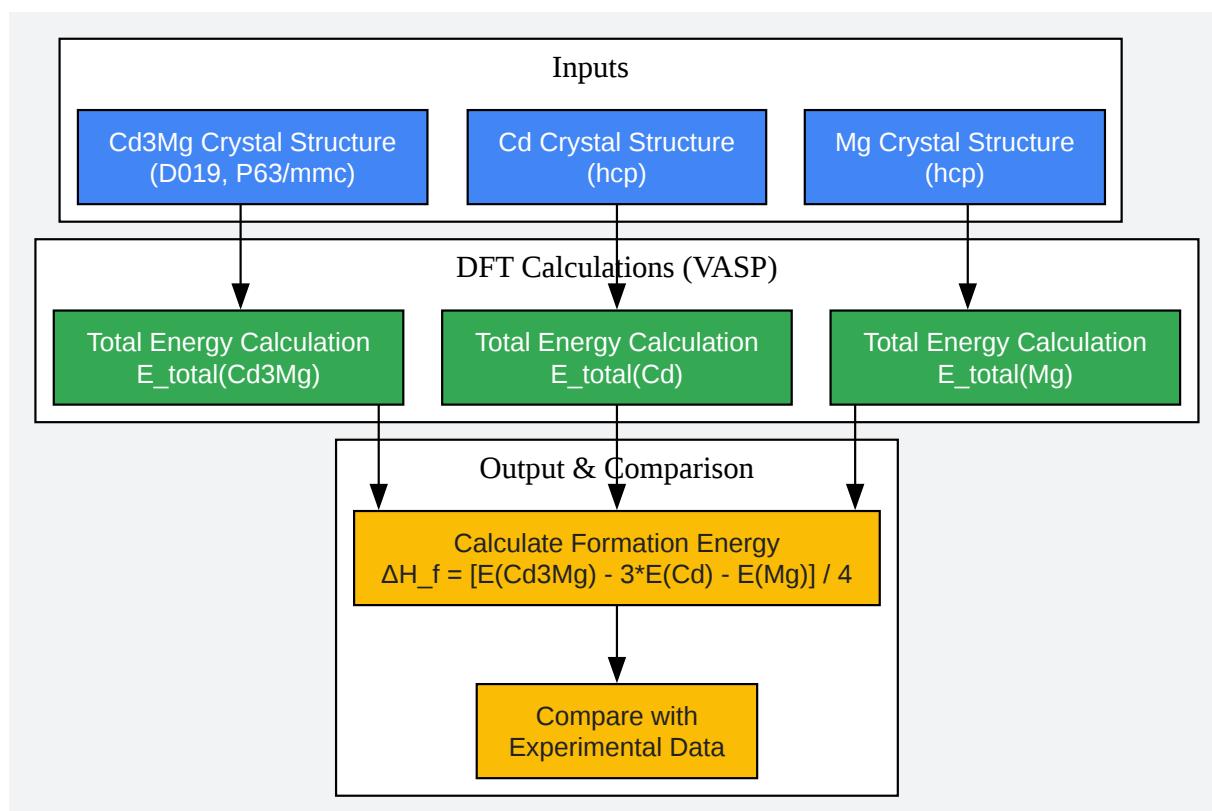 Inputs
Cd3Mg Crystal Structure
(D019, P63/mmc)
Cd Crystal Structure
(hcp)
Mg Crystal Structure
(hcp)
DFT Calculations (VASP)
Total Energy Calculation
E_total(Cd3Mg)
Total Energy Calculation
E_total(Cd)
Total Energy Calculation
E_total(Mg)
Output & Comparison
Calculate Formation Energy
ΔH_f = [E(Cd3Mg) - 3*E(Cd) - E(Mg)] / 4
Compare with
Experimental Data